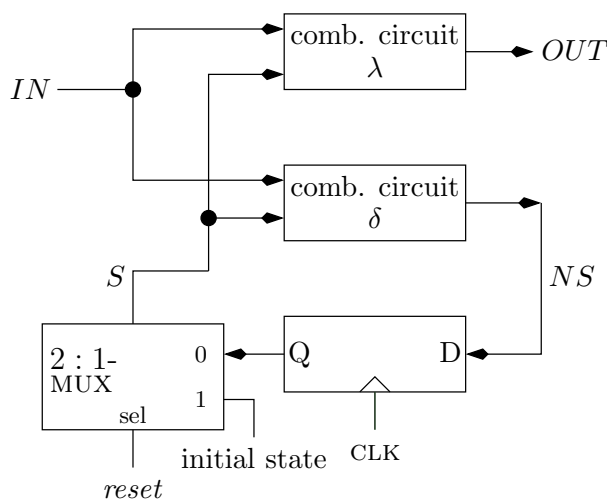 comb. circuit
λ
OUT
IN
comb. circuit
δ
S
NS
2 : 1-
MUX
0
1
sel
Q
D
initial state
CLK
reset